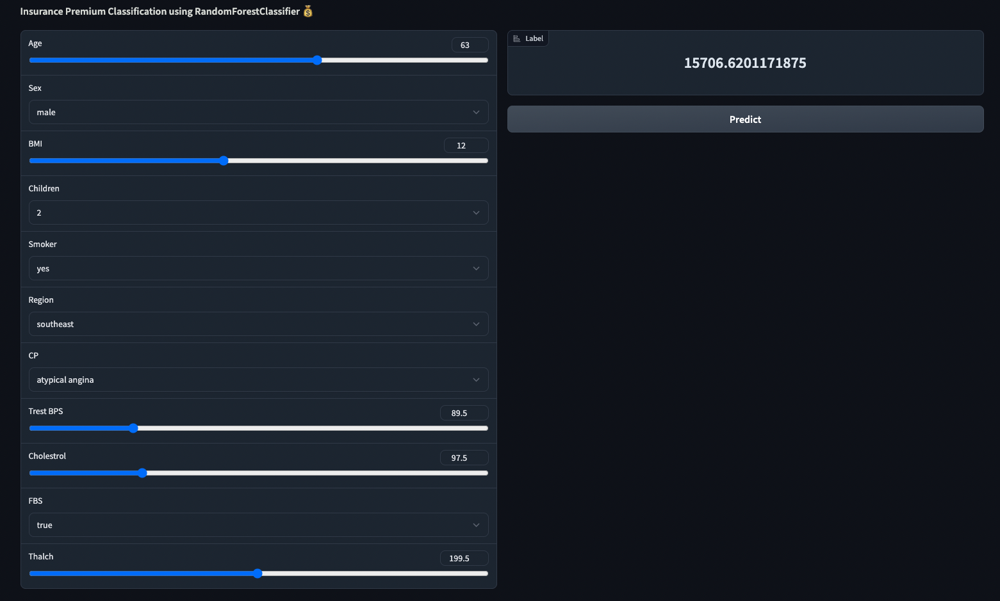 Insurance Premium Classification using RandomForestClassifier 💰
Age
63
Sex
male
BMI
12
Children
2
Smoker
yes
Region
southeast
CP
atypical angina
Trest BPS
89.5
Cholestrol
97.5
FBS
true
Thalch
199.5
Label
15706.6201171875
Predict